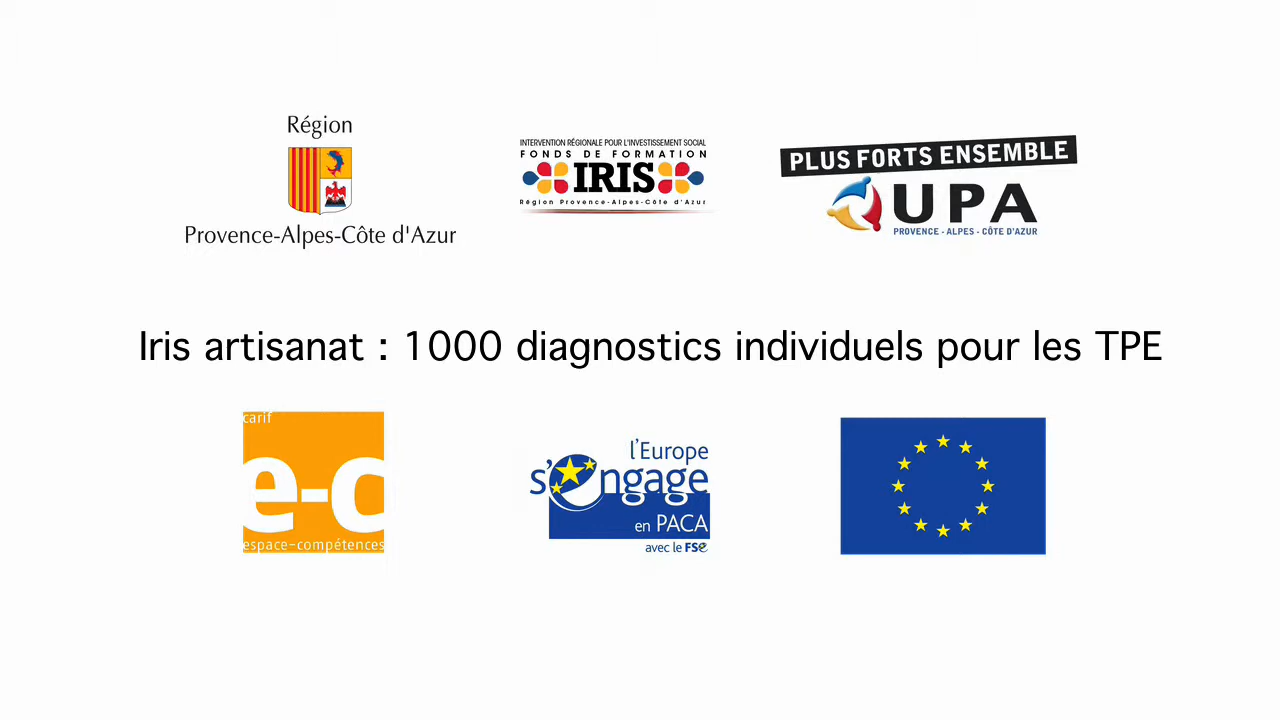 Région
Provence-Alpes-Côte d'Azur
INTERVENTION RÉGIONALE POUR L'INVESTISSEMENT SOCIAL
FONDS DE FORMATION
IRIS
Région Provence-Alpes-Côte d'Azur
PLUS FORTS ENSEMBLE
UPA
PROVENCE - ALPES - CÔTE D'AZUR
Iris artisanat : 1000 diagnostics individuels pour les TPE
carif
e-c
espace-compétences
l'Europe
s'engage
en PACA
avec le FSe